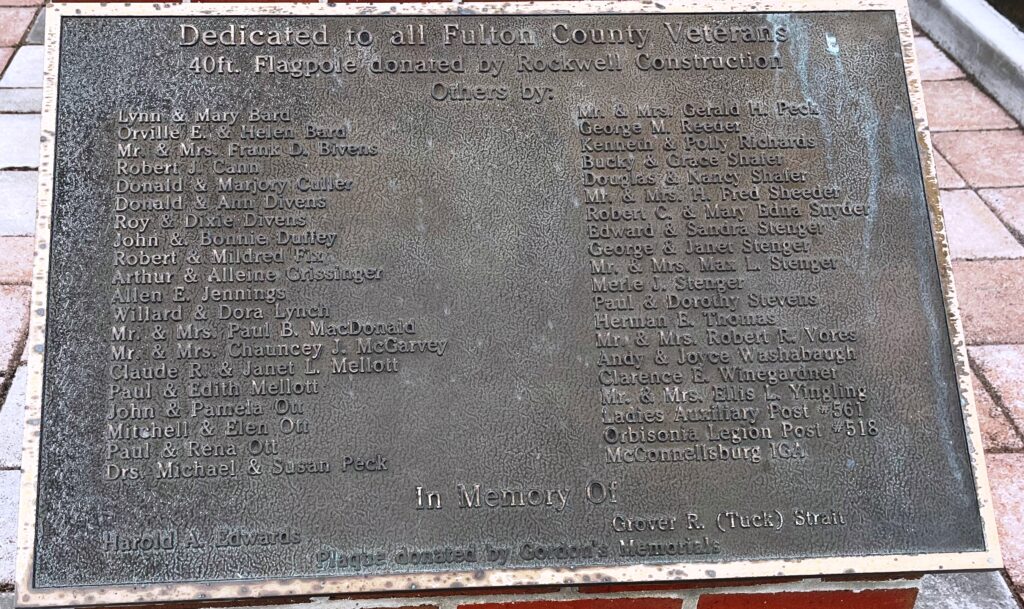 Dedicated to all Fulton County Veterans
40ft. Flagpole donated by Rockwell Construction
Others by:
Lynn & Mary Bard
Orville E. & Helen Bard
Mr. & Mrs. Frank D. Bivens
Robert J. Cann
Donald & Marjory Culler
Donald & Ann Divens
Roy & Dixie Divens
John & Bonnie Duffey
Robert & Mildred Fix
Arthur & Alleine Grissinger
Allen E. Jennings
Willard & Dora Lynch
Mr. & Mrs. Paul B. MacDonald
Mr. & Mrs. Chauncey J. McGarvey
Claude R. & Janet L. Mellott
Paul & Edith Mellott
John & Pamela Ott
Mitchell & Elen Ott
Paul & Rena Ott
Drs. Michael & Susan Peck
Mr. & Mrs. Gerald H. Peck
George M. Reeder
Kenneth & Polly Richards
Bucky & Grace Shafer
Douglas & Nancy Shafer
Mr. & Mrs. H. Fred Sheeder
Robert C. & Mary Edna Snyder
Edward & Sandra Stenger
George & Janet Stenger
Mr. & Mrs. Max L. Stenger
Merle J. Stenger
Paul & Dorothy Stevens
Herman E. Thomas
Mr. & Mrs. Robert R. Vores
Andy & Joyce Washabaugh
Clarence E. Winegardner
Mr. & Mrs. Ellis L. Yingling
Ladies Auxiliary Post #561
Orbisonia Legion Post #518
McConnellsburg IGA
In Memory Of
Harold A. Edwards
Grover R. (Tuck) Strait
Plaque donated by Gordon's Memorials